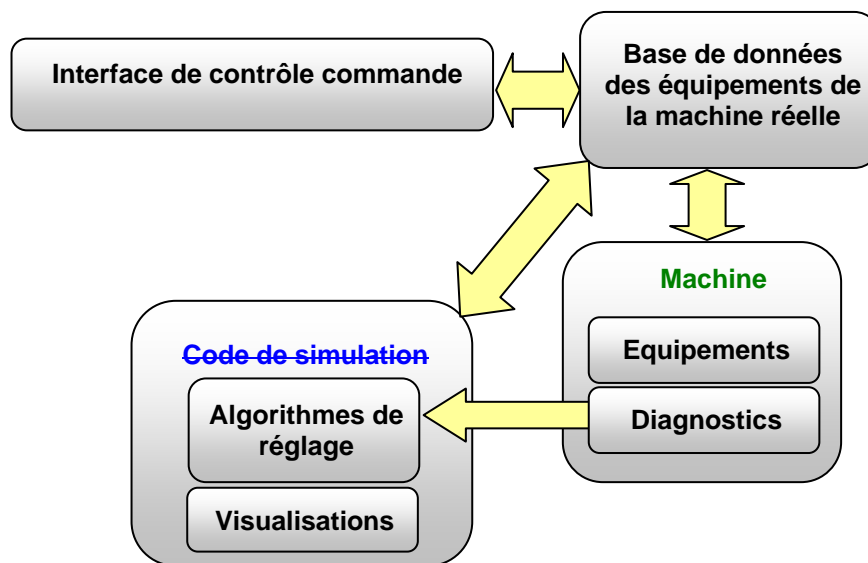 Interface de contrôle commande
Base de données
des équipements de
la machine réelle
Machine
Equipements
Diagnostics
Code de simulation
Algorithmes de
réglage
Visualisations